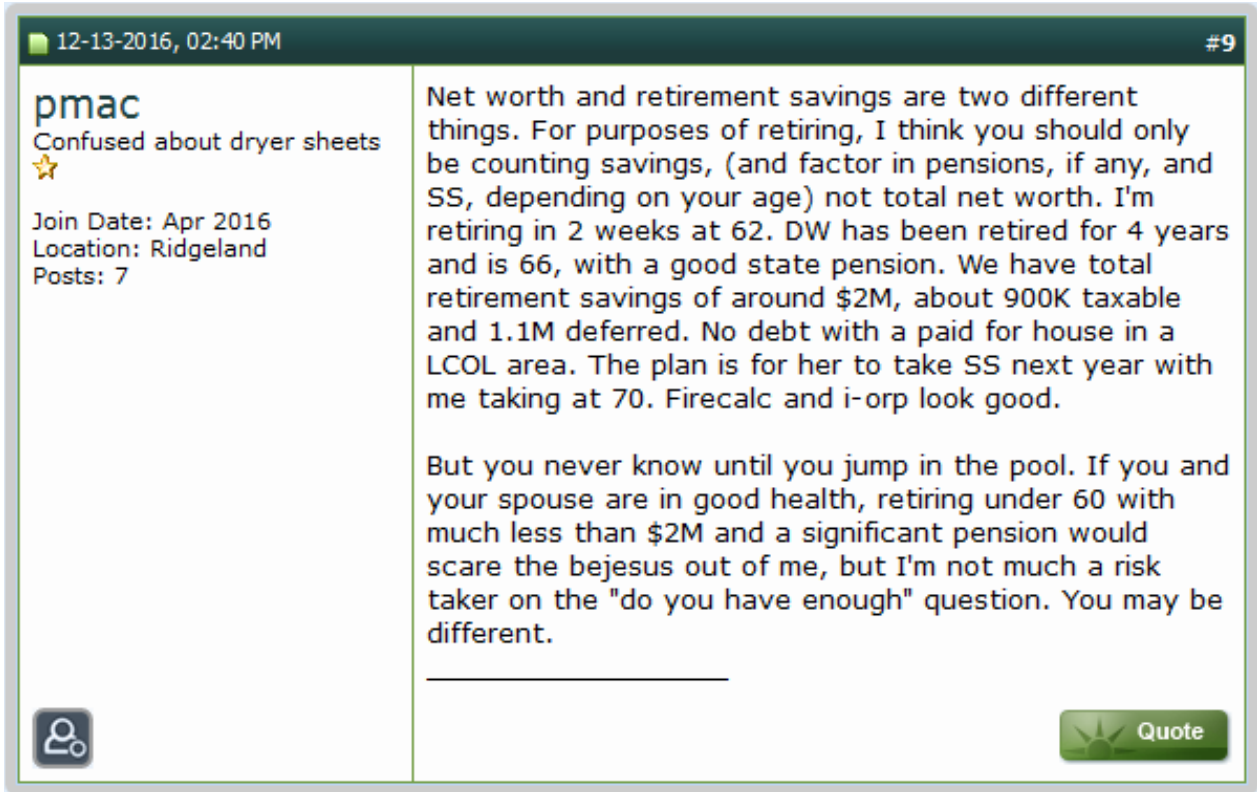 12-13-2016, 02:40 PM
#9
pmac
Confused about dryer sheets
Join Date: Apr 2016
Location: Ridgeland
Posts: 7
Net worth and retirement savings are two different
things. For purposes of retiring, I think you should only
be counting savings, (and factor in pensions, if any, and
SS, depending on your age) not total net worth. I'm
retiring in 2 weeks at 62. DW has been retired for 4 years
and is 66, with a good state pension. We have total
retirement savings of around $2M, about 900K taxable
and 1.1M deferred. No debt with a paid for house in a
LCOL area. The plan is for her to take SS next year with
me taking at 70. Firecalc and i-orp look good.
But you never know until you jump in the pool. If you and
your spouse are in good health, retiring under 60 with
much less than $2M and a significant pension would
scare the bejesus out of me, but I'm not much a risk
taker on the "do you have enough" question. You may be
different.
Quote